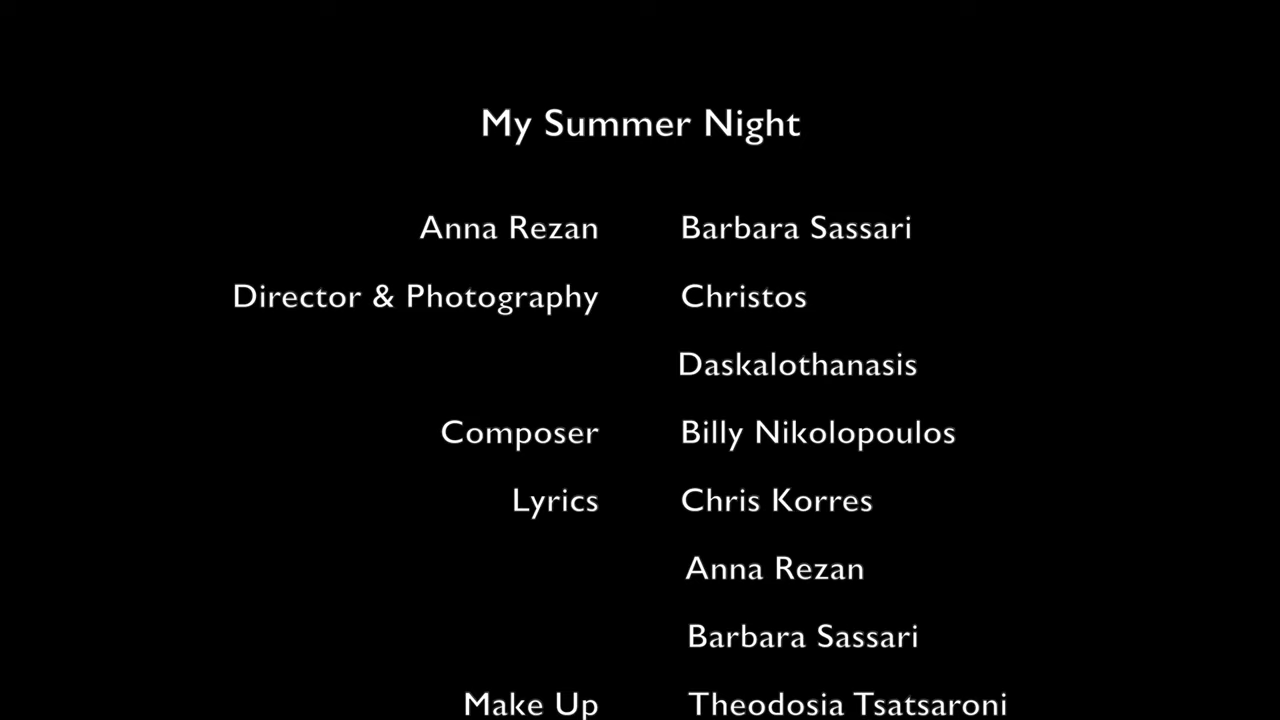 My Summer Night
Anna Rezan Barbara Sassari
Director & Photography Christos
Daskalothanasis
Composer Billy Nikolopoulos
Lyrics Chris Korres
Anna Rezan
Barbara Sassari
Make Up Theodosia Tsatsaroni